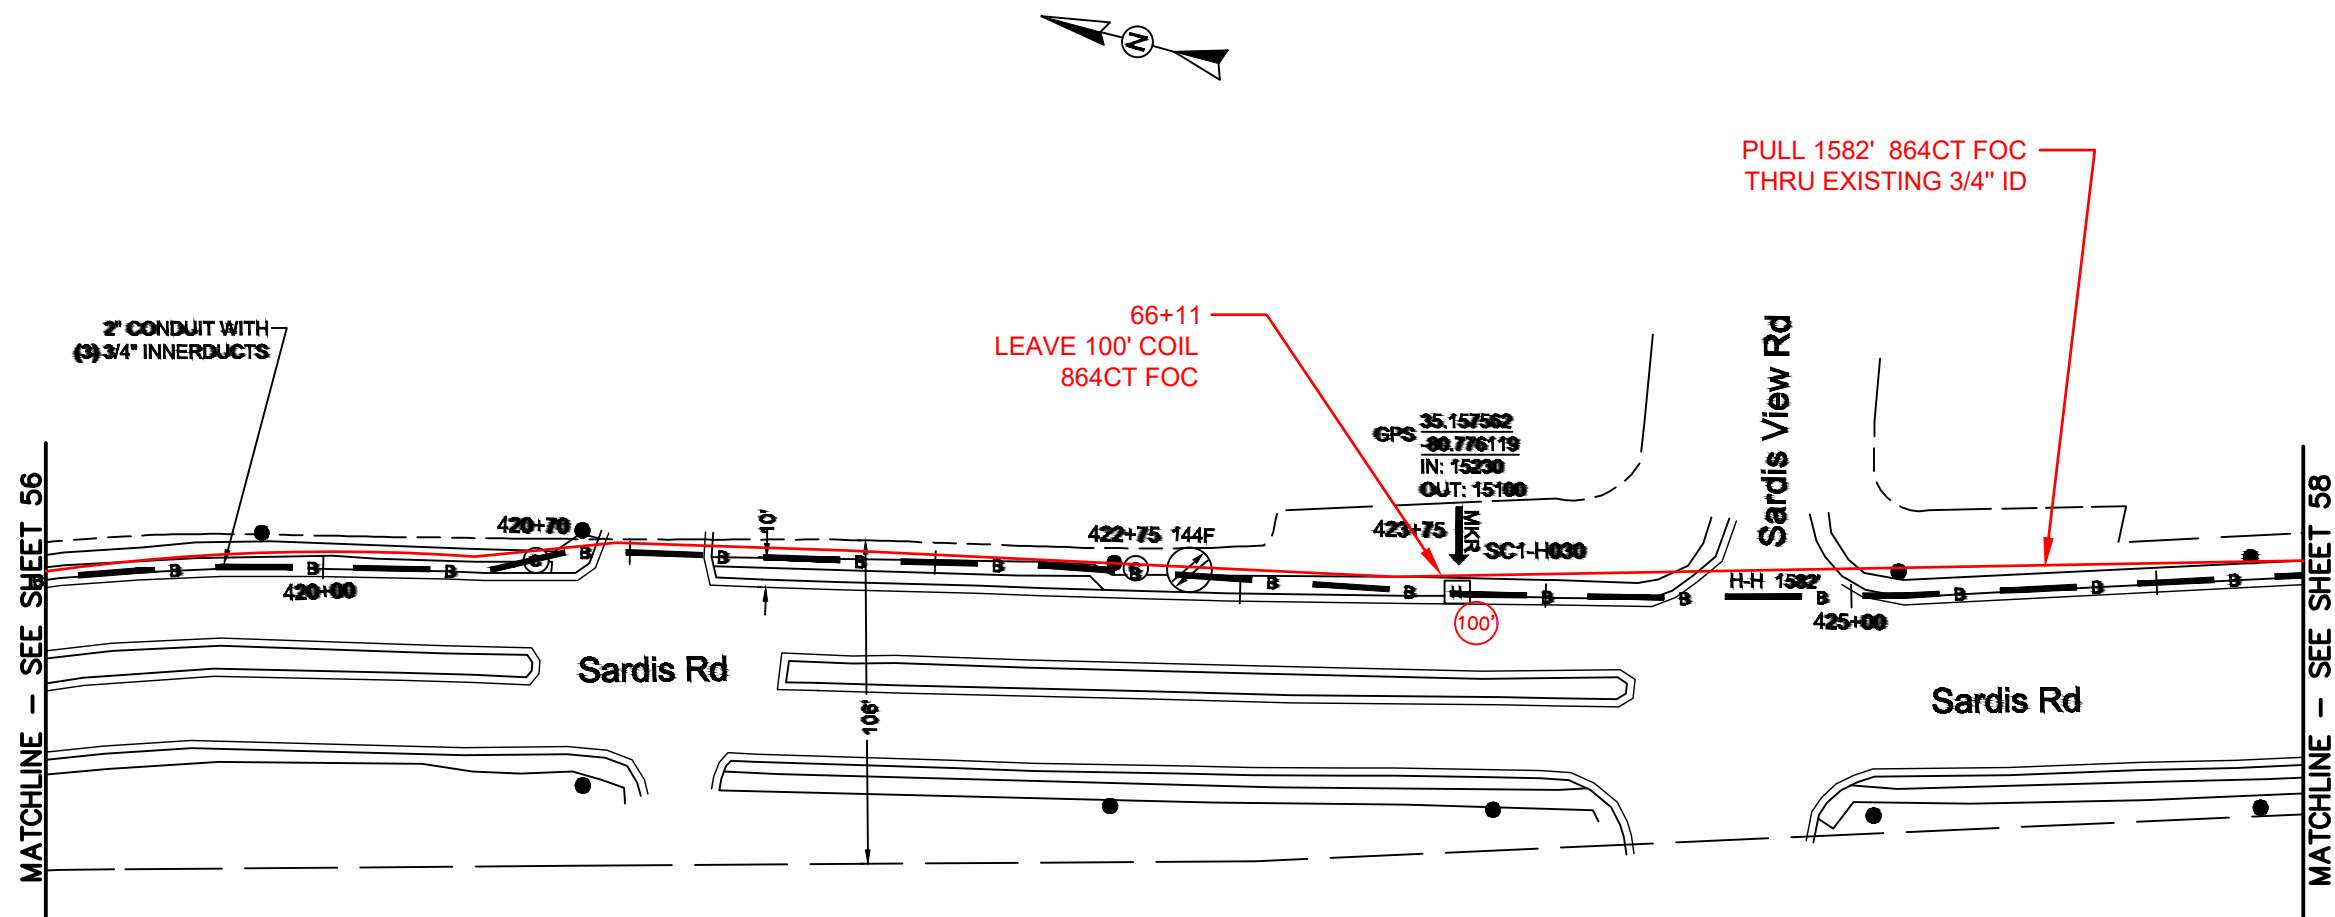 N
PULL 1582' 864CT FOC
THRU EXISTING 3/4" ID
66+11
LEAVE 100' COIL
864CT FOC
2" CONDUIT WITH
(3) 3/4" INNERDUCTS
GPS 35.157562
-80.776119
IN: 15230
OUT: 15100
Sardis View Rd
MATCHLINE - SEE SHEET 56
MATCHLINE - SEE SHEET 58
420+70
10'
422+75 144F
423+75
MKR
SC1-H030
B B B B B B B B B B B B B B B B
H
H-H 1582'
420+00
425+00
100'
Sardis Rd
106'
Sardis Rd